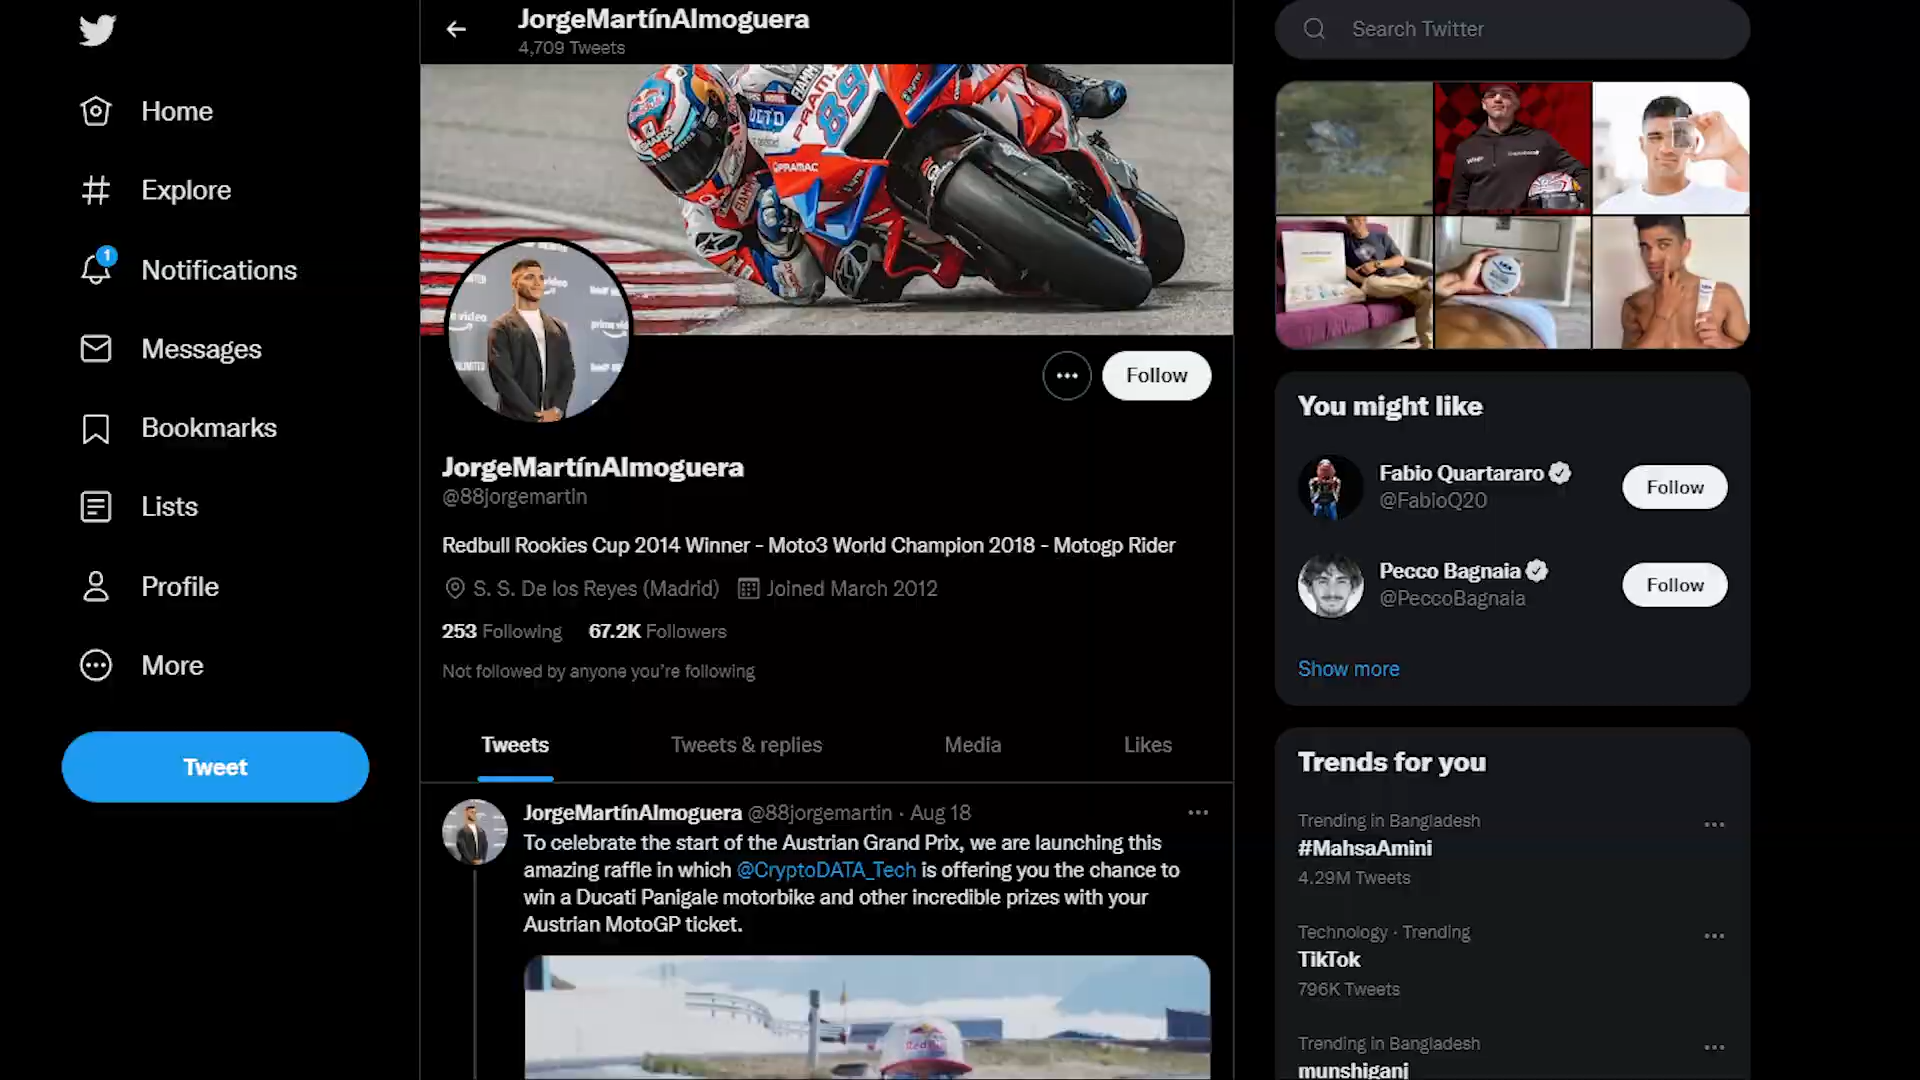 JorgeMartínAlmoguera
4,709 Tweets
Search Twitter
Home
Explore
1
Notifications
Messages
Bookmarks
Lists
Profile
More
Tweet
PRAMAC
89
Follow
JorgeMartínAlmoguera
@88jorgemartin
Redbull Rookies Cup 2014 Winner - Moto3 World Champion 2018 - Motogp Rider
S. S. De los Reyes (Madrid) Joined March 2012
253 Following 67.2K Followers
Not followed by anyone you're following
Tweets Tweets & replies Media Likes
JorgeMartínAlmoguera @88jorgemartin · Aug 18
To celebrate the start of the Austrian Grand Prix, we are launching this
amazing raffle in which @CryptoDATA_Tech is offering you the chance to
win a Ducati Panigale motorbike and other incredible prizes with your
Austrian MotoGP ticket.
You might like
Fabio Quartararo
@FabioQ20
Follow
Pecco Bagnaia
@PeccoBagnaia
Follow
Show more
Trends for you
Trending in Bangladesh
#MahsaAmini
4.29M Tweets
Technology · Trending
TikTok
796K Tweets
Trending in Bangladesh
munshiganj